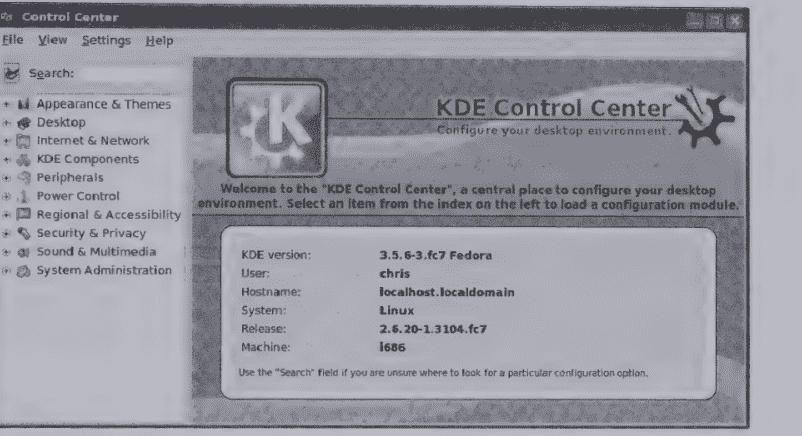 Control Center
File View Settings Help
Search:
Appearance & Themes
Desktop
Internet & Network
KDE Components
Peripherals
Power Control
Regional & Accessibility
Security & Privacy
Sound & Multimedia
System Administration
K
KDE Control Center
Configure your desktop environment.
Welcome to the "KDE Control Center", a central place to configure your desktop
environment. Select an item from the index on the left to load a configuration module.
KDE version: 3.5.6-3.fc7 Fedora
User: chris
Hostname: localhost.localdomain
System: Linux
Release: 2.6.20-1.3104.fc7
Machine: i686
Use the "Search" field if you are unsure where to look for a particular configuration option.